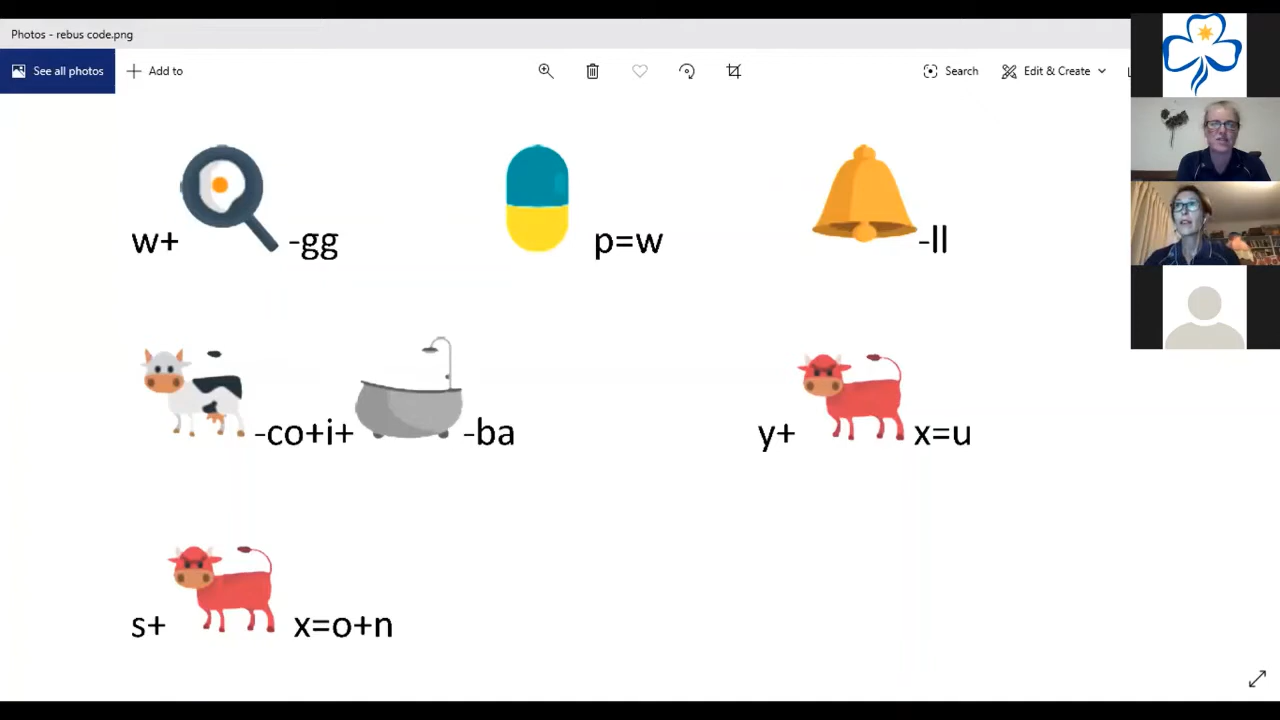 Photos - rebus code.png
See all photos
Add to
Search
Edit & Create
w+ -gg p=w -ll
-co+i+ -ba y+ x=u
s+ x=o+n